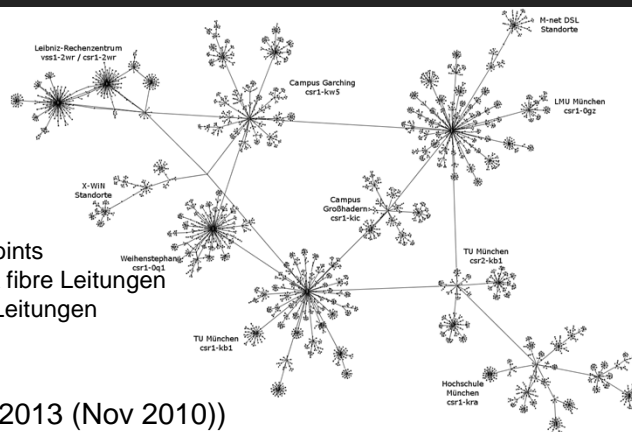 M-net DSL
Standorte
Leibniz-Rechenzentrum
vss1-2wr / csr1-2wr
Campus Garching
csr1-kw5
LMU München
csr1-0gz
X-WiN
Standorte
Campus
Großhadern
csr1-kic
oints
Weihenstephan
csr1-0q1
fibre Leitungen
Leitungen
TU München
csr2-kb1
TU München
csr1-kb1
Hochschule
München
csr1-kra
2013 (Nov 2010))